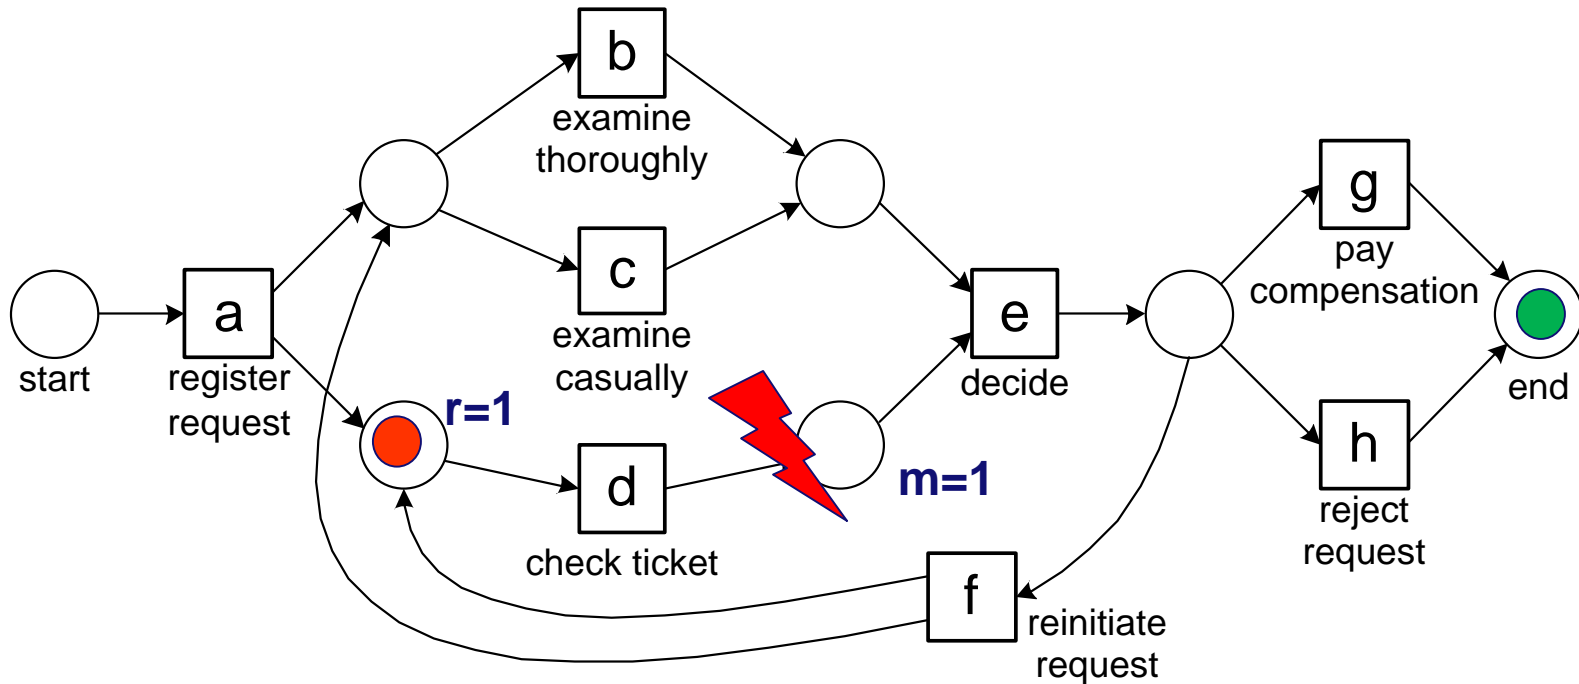 b
examine
thoroughly
g
pay
compensation
c
examine
casually
start
a
register
request
e
decide
end
r=1
d
check ticket
m=1
h
reject
request
f
reinitiate
request